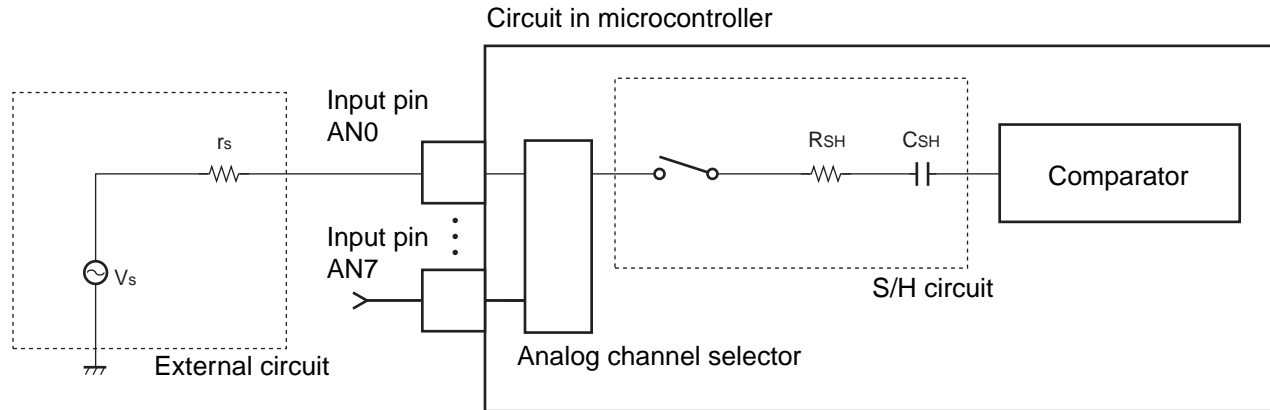 Circuit in microcontroller
Input pin
AN0
rs
RSH
CSH
Comparator
Input pin
AN7
Vs
S/H circuit
External circuit
Analog channel selector